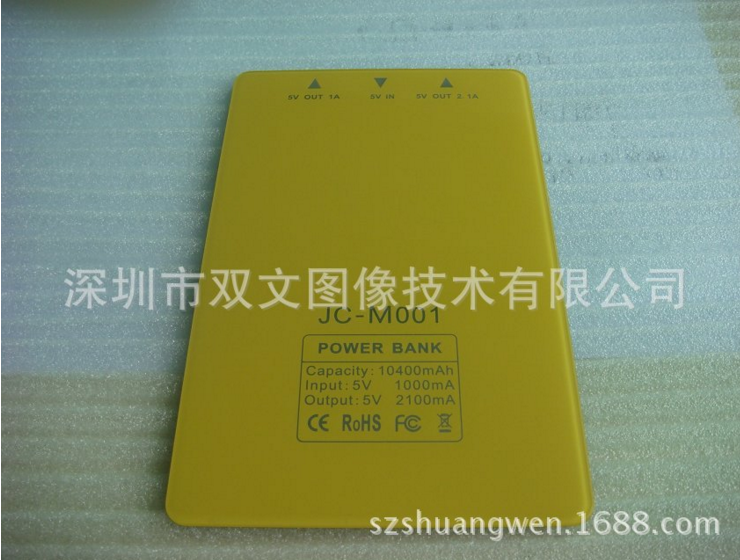 5V OUT 1A 5V IN 5V OUT 2.1A
深圳市双文图像技术有限公司
JC-M001
POWER BANK
Capacity: 10400mAh
Input: 5V 1000mA
Output: 5V 2100mA
CE RoHS FC
szshuangwen.1688.com